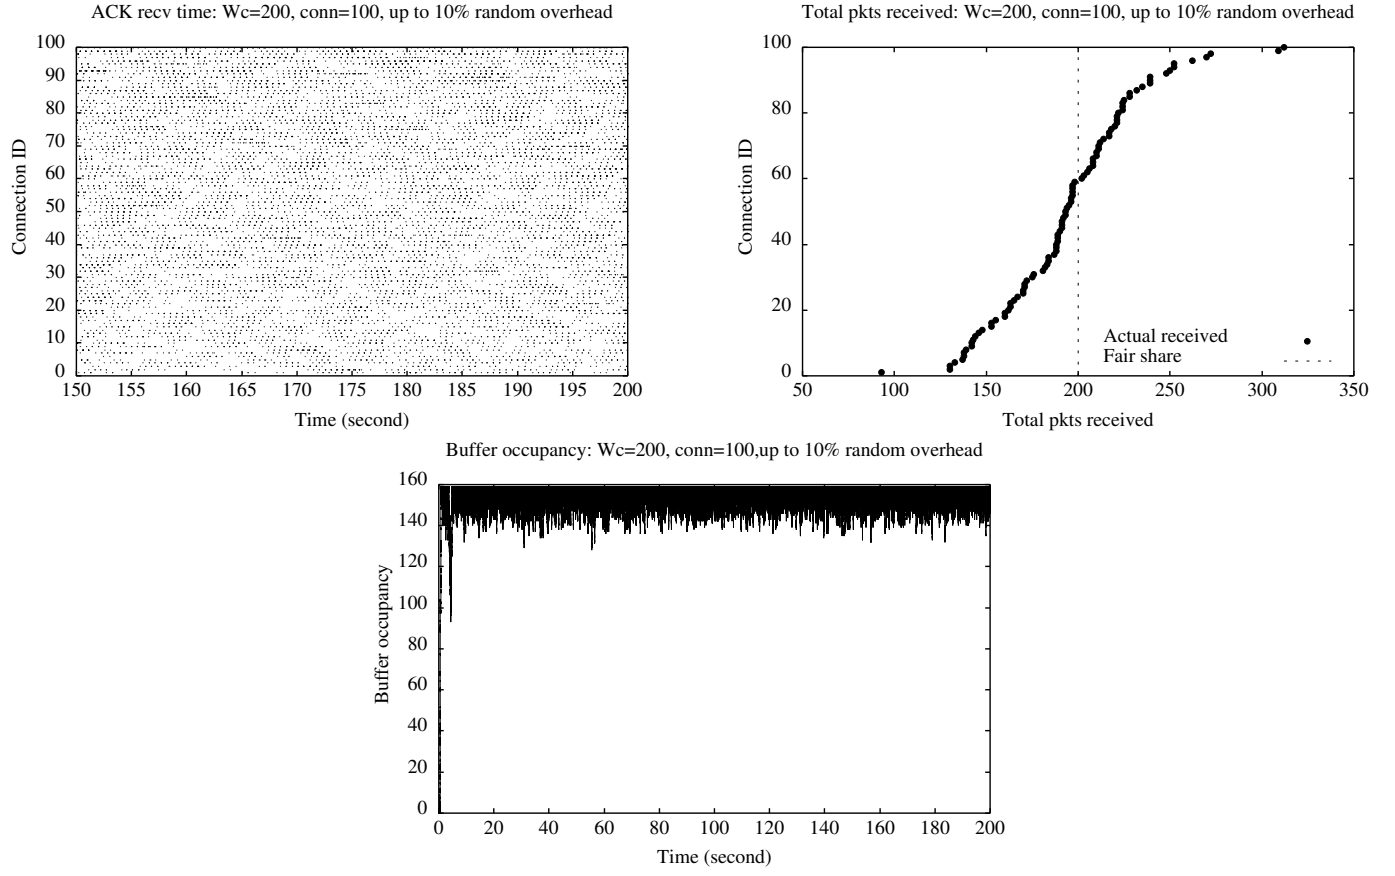 ACK recv time: Wc=200, conn=100, up to 10% random overhead
100
90
80
70
60
50
40
30
20
10
0
Connection ID
150 155 160 165 170 175 180 185 190 195 200
Time (second)
Total pkts received: Wc=200, conn=100, up to 10% random overhead
100
80
60
40
20
0
Connection ID
Actual received
Fair share
50 100 150 200 250 300 350
Total pkts received
Buffer occupancy: Wc=200, conn=100,up to 10% random overhead
160
140
120
100
80
60
40
20
0
Buffer occupancy
0 20 40 60 80 100 120 140 160 180 200
Time (second)